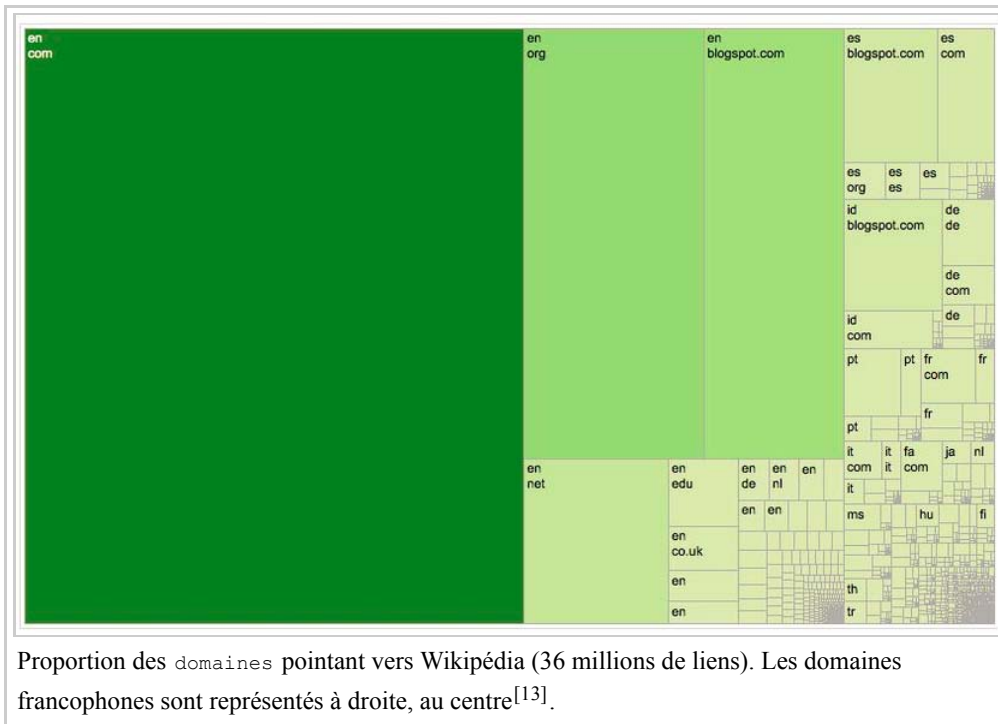 en
com
en
org
en
blogspot.com
es
blogspot.com
es
com
es
org
es
es
es
id
blogspot.com
de
de
de
com
id
com
de
pt
pt
fr
com
fr
fr
pt
it
com
it
it
fa
com
ja
nl
it
en
net
en
edu
en
de
en
nl
en
en
en
en
co.uk
en
en
ms
hu
fi
th
tr
Proportion des domaines pointant vers Wikipédia (36 millions de liens). Les domaines
francophones sont représentés à droite, au centre[13].